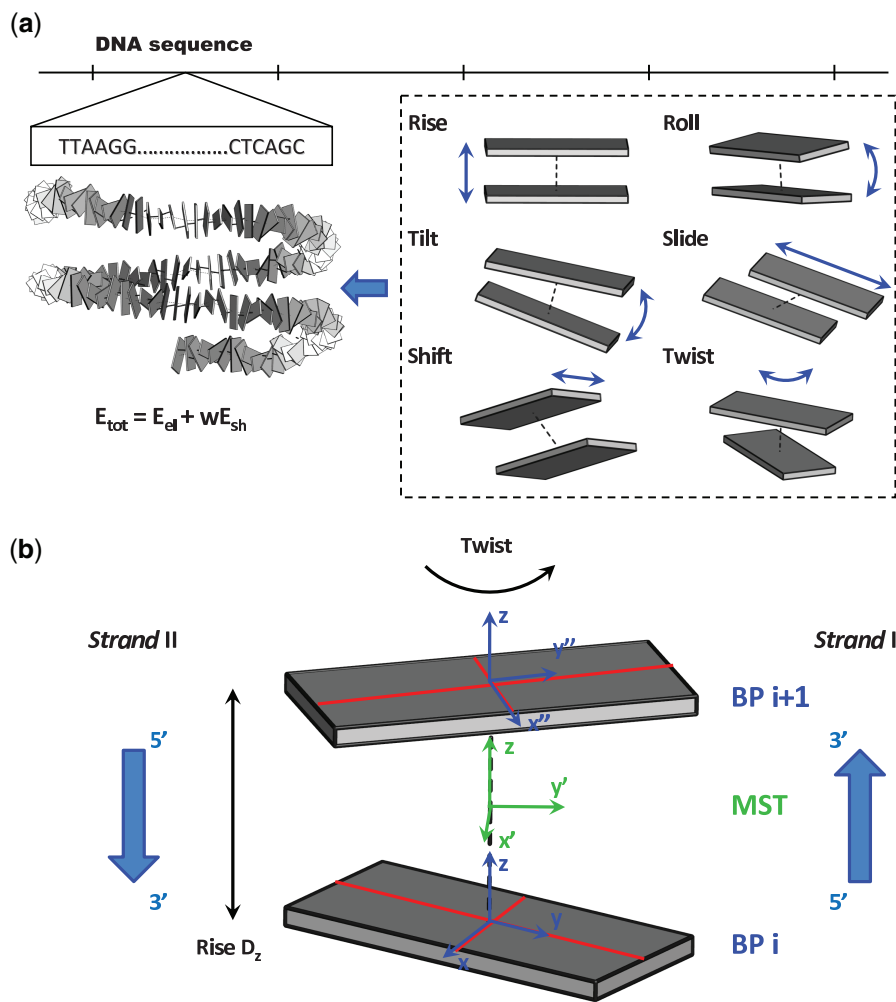 (a)
DNA sequence
TTAAGG.................CTCAGC
E_tot = E_el + wE_sh
Rise
Roll
Tilt
Slide
Shift
Twist
(b)
Twist
Strand II
Strand I
z
y''
x''
BP i+1
5’
3’
z
y'
x'
MST
z
y
x
3’
5’
Rise D_z
BP i